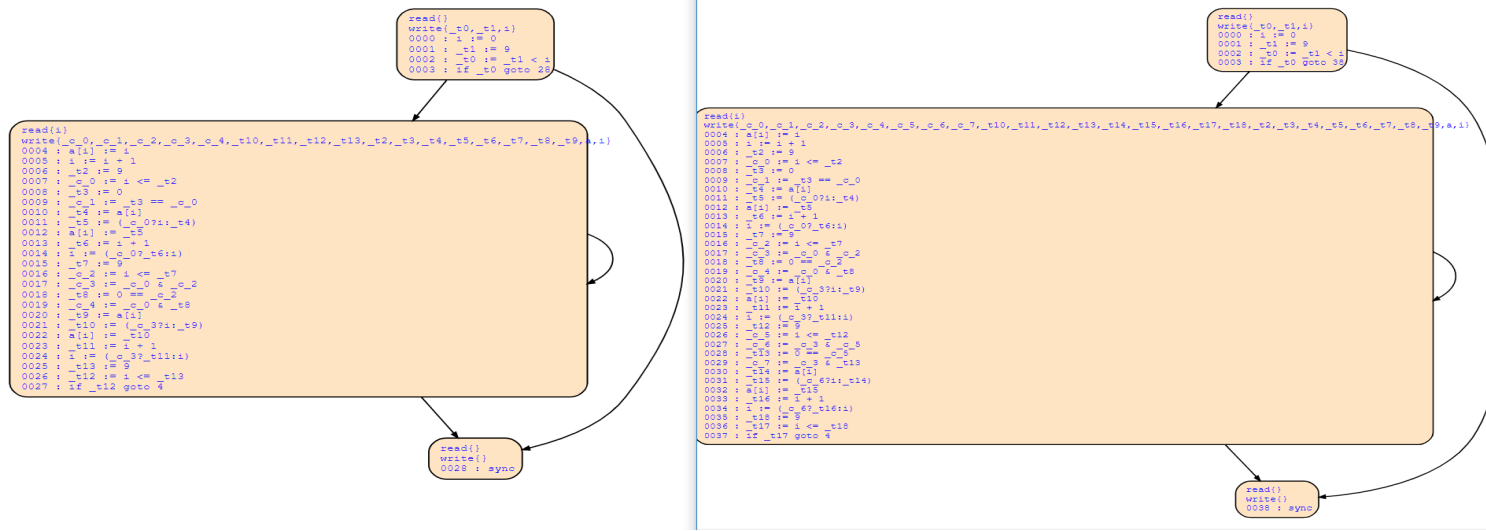 read{}
write{_t0,_t1,i}
0000 : i := 0
0001 : _t1 := 9
0002 : _t0 := _t1 < i
0003 : if _t0 goto 28
read{i}
write{_c_0,_c_1,_c_2,_c_3,_c_4,_t10,_t11,_t12,_t13,_t2,_t3,_t4,_t5,_t6,_t7,_t8,_t9,a,i}
0004 : a[i] := i
0005 : i := i + 1
0006 : _t2 := 9
0007 : _c_0 := i <= _t2
0008 : _t3 := 0
0009 : _c_1 := _t3 == _c_0
0010 : _t4 := a[i]
0011 : _t5 := (_c_0?i:_t4)
0012 : a[i] := _t5
0013 : _t6 := i + 1
0014 : i := (_c_0?_t6:i)
0015 : _t7 := 9
0016 : _c_2 := i <= _t7
0017 : _c_3 := _c_0 & _c_2
0018 : _t8 := 0 == _c_2
0019 : _c_4 := _c_0 & _t8
0020 : _t9 := a[i]
0021 : _t10 := (_c_3?i:_t9)
0022 : a[i] := _t10
0023 : _t11 := i + 1
0024 : i := (_c_3?_t11:i)
0025 : _t13 := 9
0026 : _t12 := i <= _t13
0027 : if _t12 goto 4
read{}
write{}
0028 : sync
read{}
write{_t0,_t1,i}
0000 : i := 0
0001 : _t1 := 9
0002 : _t0 := _t1 < i
0003 : if _t0 goto 38
read{i}
write{_c_0,_c_1,_c_2,_c_3,_c_4,_c_5,_c_6,_c_7,_t10,_t11,_t12,_t13,_t14,_t15,_t16,_t17,_t18,_t2,_t3,_t4,_t5,_t6,_t7,_t8,_t9,a,i}
0004 : a[i] := i
0005 : i := i + 1
0006 : _t2 := 9
0007 : _c_0 := i <= _t2
0008 : _t3 := 0
0009 : _c_1 := _t3 == _c_0
0010 : _t4 := a[i]
0011 : _t5 := (_c_0?i:_t4)
0012 : a[i] := _t5
0013 : _t6 := i + 1
0014 : i := (_c_0?_t6:i)
0015 : _t7 := 9
0016 : _c_2 := i <= _t7
0017 : _c_3 := _c_0 & _c_2
0018 : _t8 := 0 == _c_2
0019 : _c_4 := _c_0 & _t8
0020 : _t9 := a[i]
0021 : _t10 := (_c_3?i:_t9)
0022 : a[i] := _t10
0023 : _t11 := i + 1
0024 : i := (_c_3?_t11:i)
0025 : _t12 := 9
0026 : _c_5 := i <= _t12
0027 : _c_6 := _c_3 & _c_5
0028 : _t13 := 0 == _c_5
0029 : _c_7 := _c_3 & _t13
0030 : _t14 := a[i]
0031 : _t15 := (_c_6?i:_t14)
0032 : a[i] := _t15
0033 : _t16 := i + 1
0034 : i := (_c_6?_t16:i)
0035 : _t18 := 9
0036 : _t17 := i <= _t18
0037 : if _t17 goto 4
read{}
write{}
0038 : sync